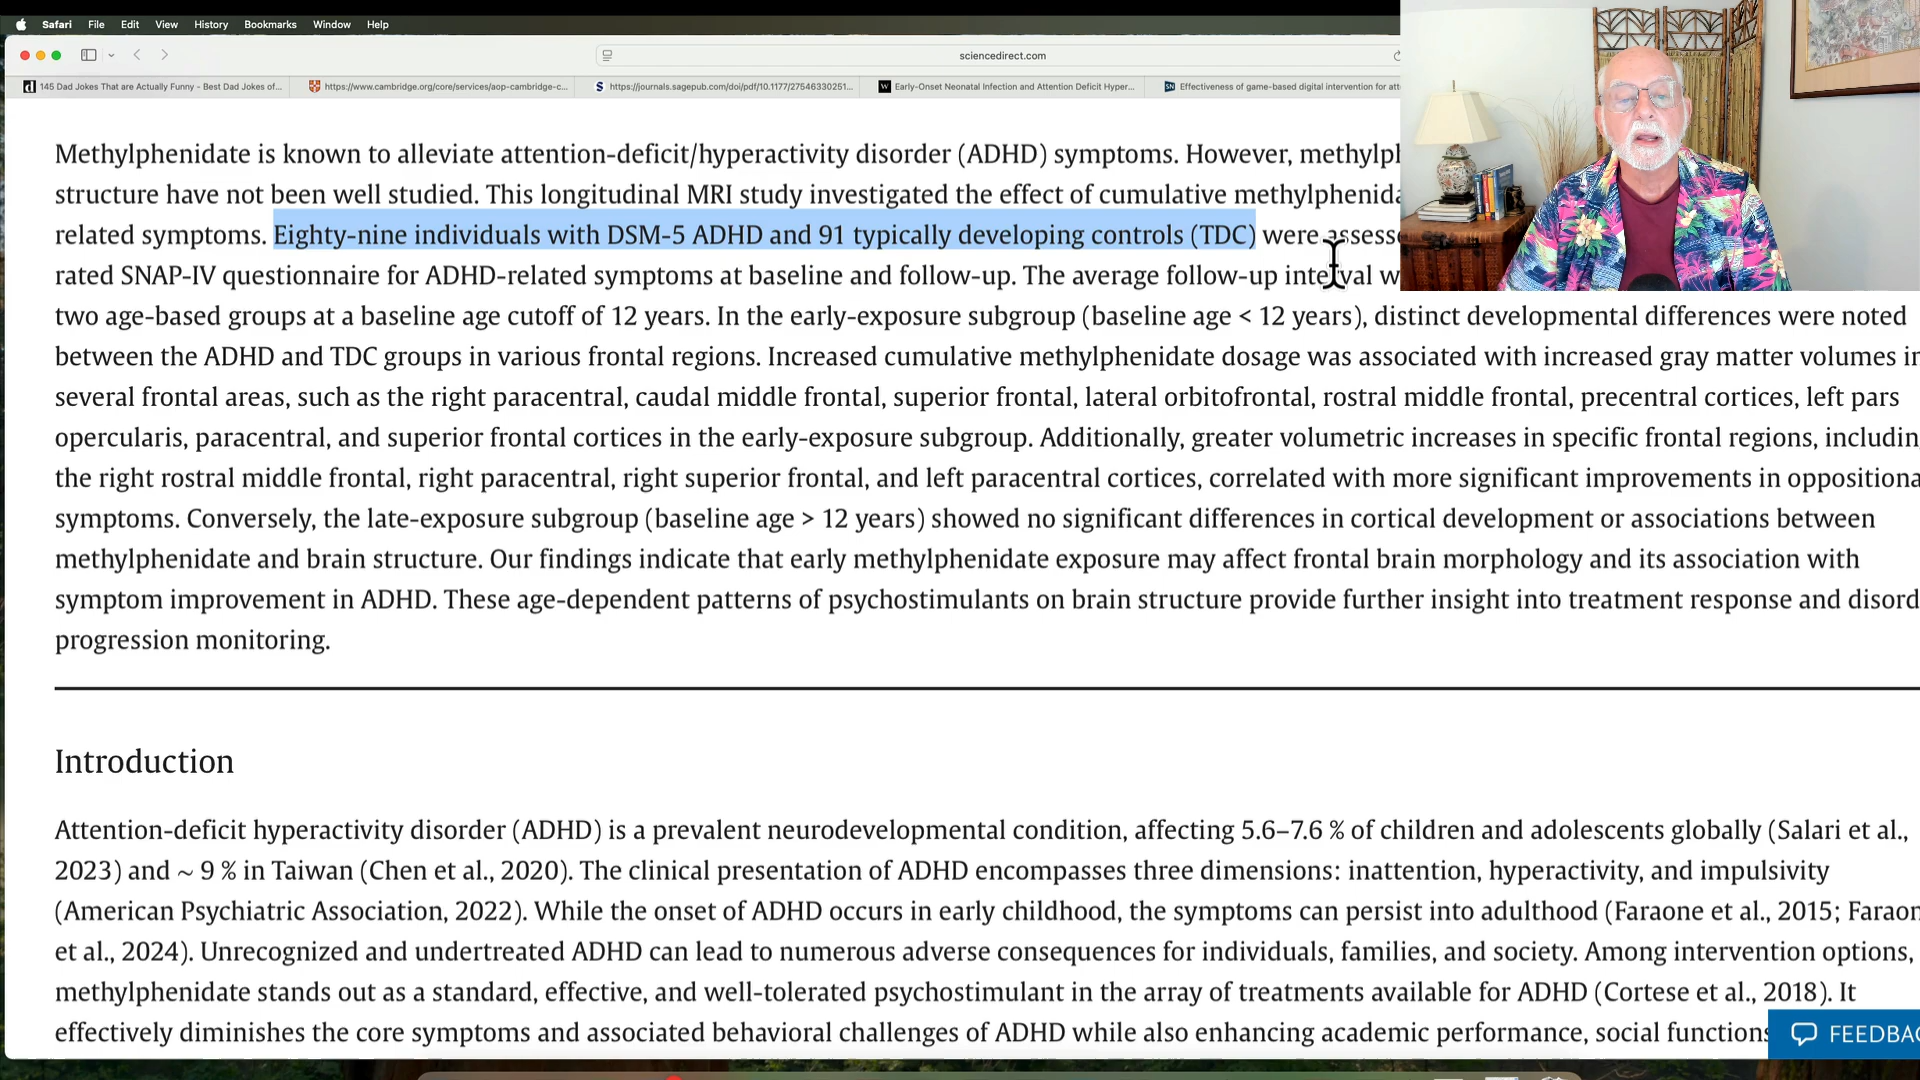 Safari File Edit View History Bookmarks Window Help
sciencedirect.com
145 Dad Jokes That are Actually Funny - Best Dad Jokes of...
https://www.cambridge.org/core/services/aop-cambridge-c...
https://journals.sagepub.com/doi/pdf/10.1177/27546330251...
Early-Onset Neonatal Infection and Attention Deficit Hyper...
Effectiveness of game-based digital intervention for
Methylphenidate is known to alleviate attention-deficit/hyperactivity disorder (ADHD) symptoms. However,
structure have not been well studied. This longitudinal MRI study investigated the effect of cumulative
related symptoms. Eighty-nine individuals with DSM-5 ADHD and 91 typically developing controls (TDC) were
rated SNAP-IV questionnaire for ADHD-related symptoms at baseline and follow-up. The average follow-up interval
two age-based groups at a baseline age cutoff of 12 years. In the early-exposure subgroup (baseline age < 12 years), distinct developmental differences were noted
between the ADHD and TDC groups in various frontal regions. Increased cumulative methylphenidate dosage was associated with increased gray matter volumes in
several frontal areas, such as the right paracentral, caudal middle frontal, superior frontal, lateral orbitofrontal, rostral middle frontal, precentral cortices, left pars
opercularis, paracentral, and superior frontal cortices in the early-exposure subgroup. Additionally, greater volumetric increases in specific frontal regions,
the right rostral middle frontal, right paracentral, right superior frontal, and left paracentral cortices, correlated with more significant improvements in
symptoms. Conversely, the late-exposure subgroup (baseline age > 12 years) showed no significant differences in cortical development or associations between
methylphenidate and brain structure. Our findings indicate that early methylphenidate exposure may affect frontal brain morphology and its association with
symptom improvement in ADHD. These age-dependent patterns of psychostimulants on brain structure provide further insight into treatment response and
progression monitoring.
Introduction
Attention-deficit hyperactivity disorder (ADHD) is a prevalent neurodevelopmental condition, affecting 5.6–7.6 % of children and adolescents globally (Salari et al.,
2023) and ~ 9 % in Taiwan (Chen et al., 2020). The clinical presentation of ADHD encompasses three dimensions: inattention, hyperactivity, and impulsivity
(American Psychiatric Association, 2022). While the onset of ADHD occurs in early childhood, the symptoms can persist into adulthood (Faraone et al., 2015;
et al., 2024). Unrecognized and undertreated ADHD can lead to numerous adverse consequences for individuals, families, and society. Among intervention options,
methylphenidate stands out as a standard, effective, and well-tolerated psychostimulant in the array of treatments available for ADHD (Cortese et al., 2018). It
effectively diminishes the core symptoms and associated behavioral challenges of ADHD while also enhancing academic performance, social